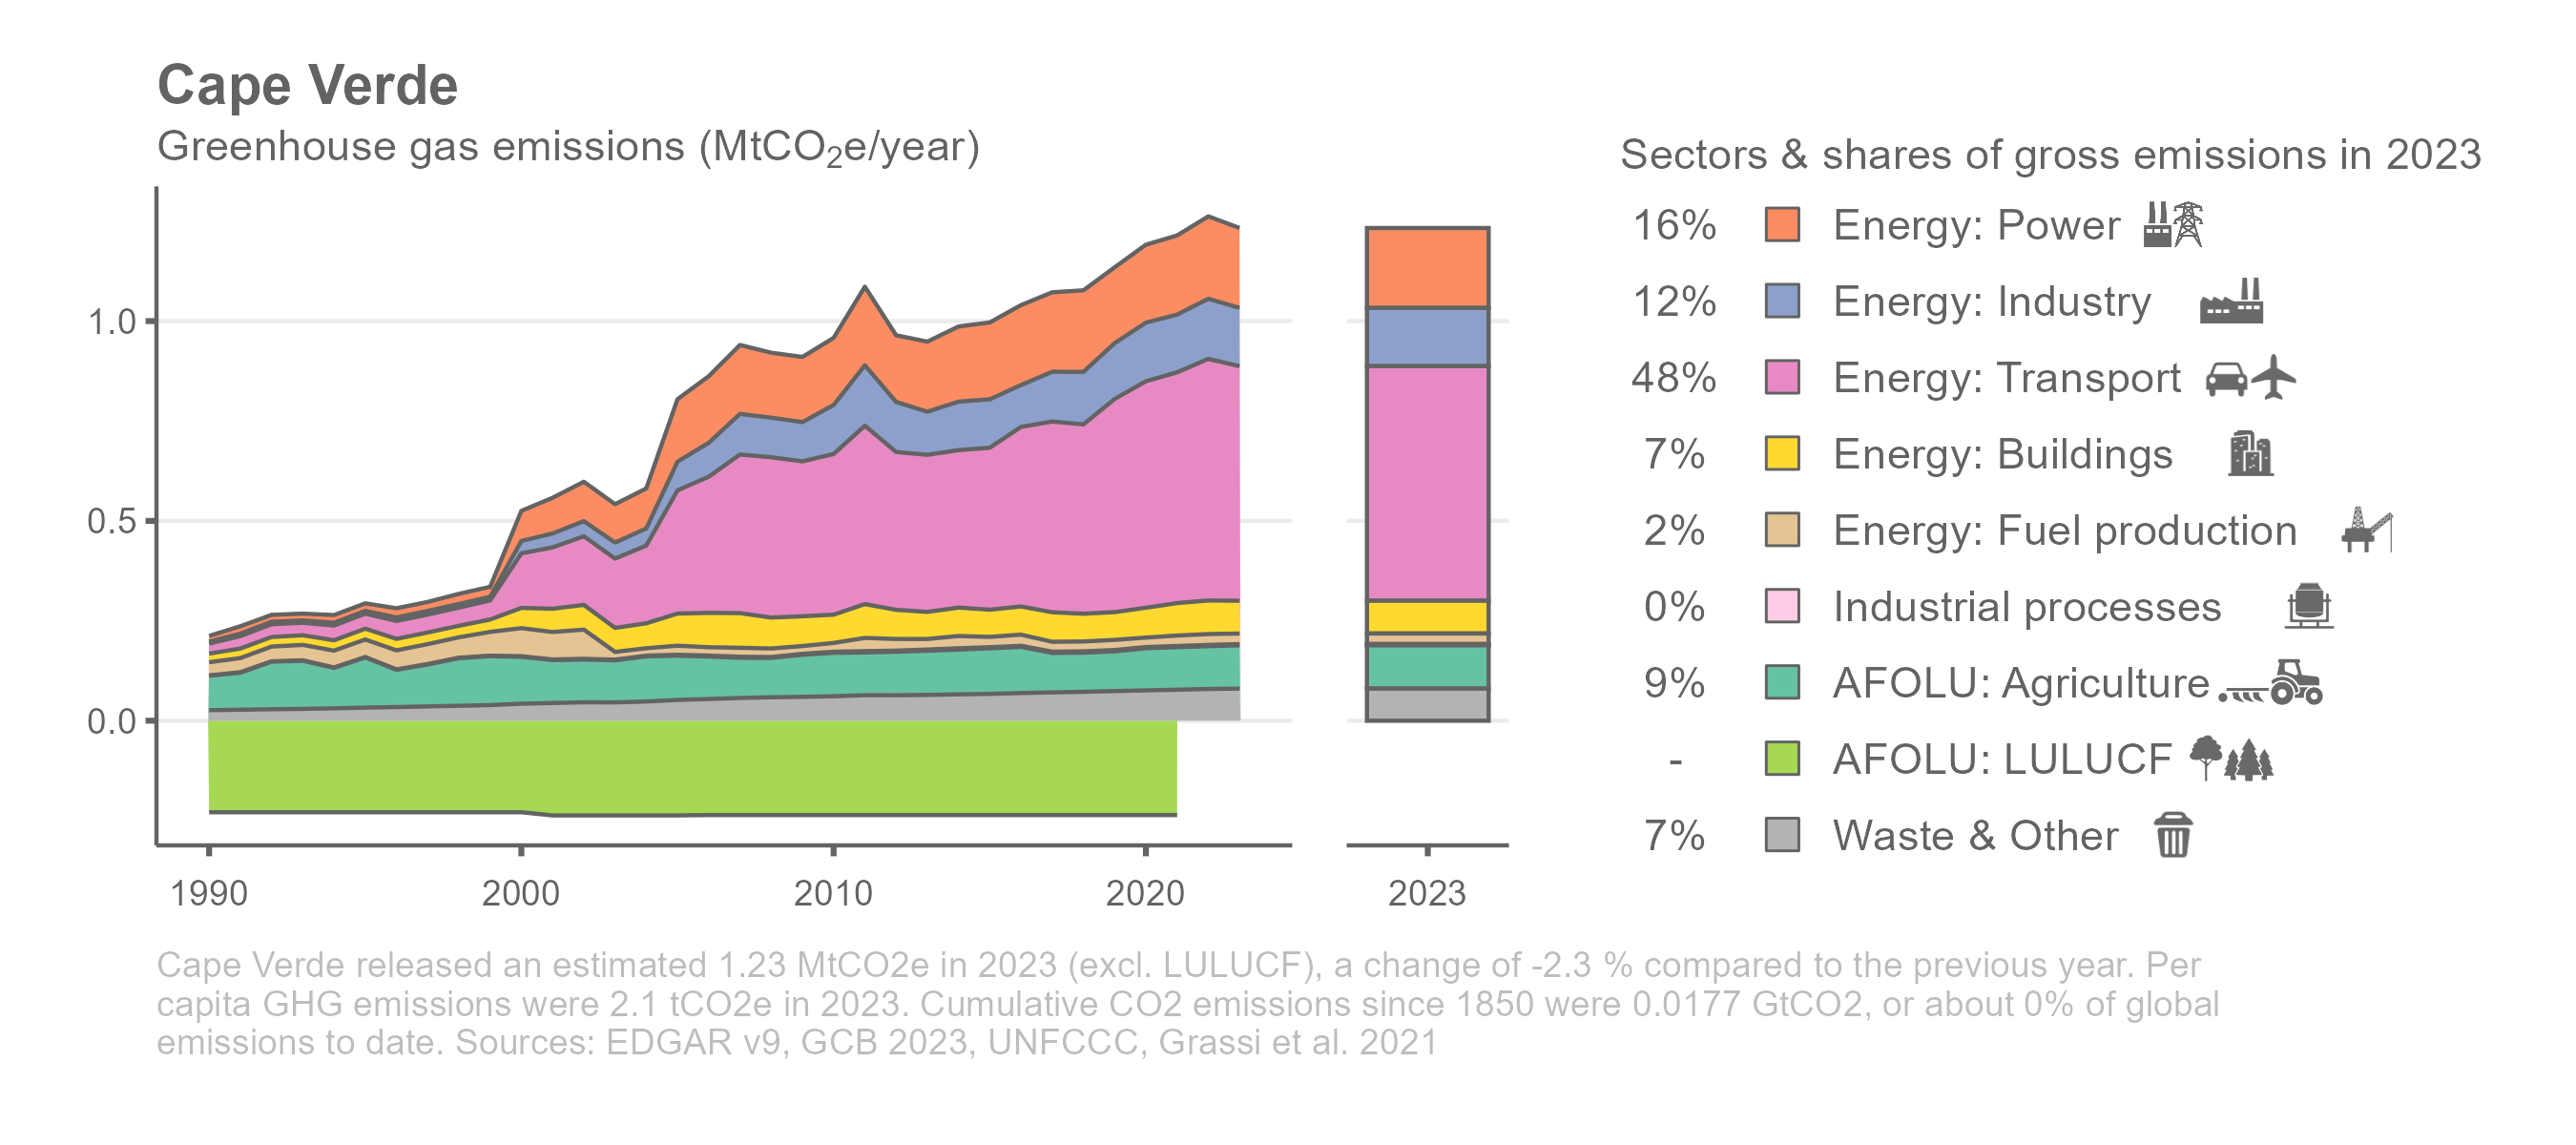 Cape Verde
Greenhouse gas emissions (MtCO₂e/year)
1.0
0.5
0.0
1990
2000
2010
2020
2023
Sectors & shares of gross emissions in 2023
16% Energy: Power
12% Energy: Industry
48% Energy: Transport
7% Energy: Buildings
2% Energy: Fuel production
0% Industrial processes
9% AFOLU: Agriculture
- AFOLU: LULUCF
7% Waste & Other
Cape Verde released an estimated 1.23 MtCO2e in 2023 (excl. LULUCF), a change of -2.3 % compared to the previous year. Per
capita GHG emissions were 2.1 tCO2e in 2023. Cumulative CO2 emissions since 1850 were 0.0177 GtCO2, or about 0% of global
emissions to date. Sources: EDGAR v9, GCB 2023, UNFCCC, Grassi et al. 2021